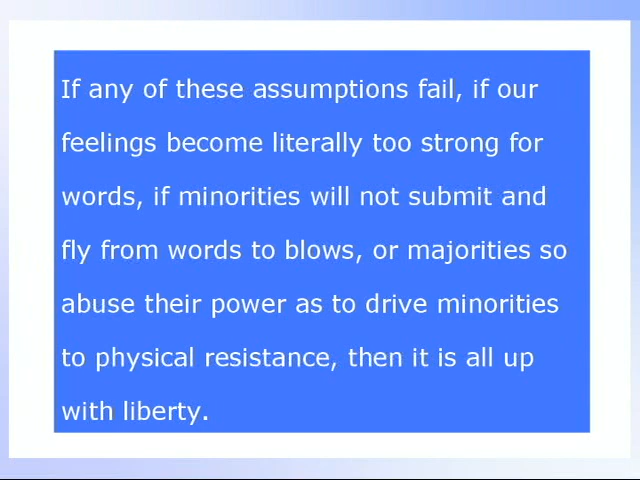 If any of these assumptions fail, if our
feelings become literally too strong for
words, if minorities will not submit and
fly from words to blows, or majorities so
abuse their power as to drive minorities
to physical resistance, then it is all up
with liberty.